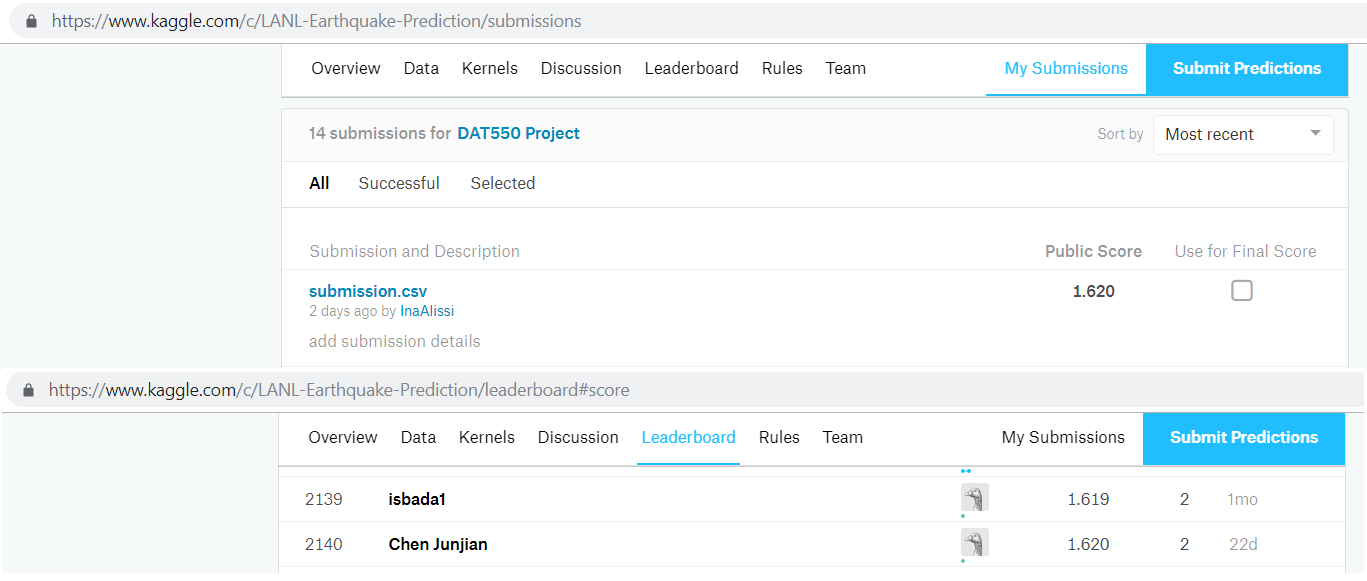 https://www.kaggle.com/c/LANL-Earthquake-Prediction/submissions
Overview Data Kernels Discussion Leaderboard Rules Team My Submissions Submit Predictions
14 submissions for DAT550 Project Sort by Most recent
All Successful Selected
Submission and Description Public Score Use for Final Score
submission.csv 1.620
2 days ago by InaAlissi
add submission details
https://www.kaggle.com/c/LANL-Earthquake-Prediction/leaderboard#score
Overview Data Kernels Discussion Leaderboard Rules Team My Submissions Submit Predictions
2139 isbada1 1.619 2 1mo
2140 Chen Junjian 1.620 2 22d